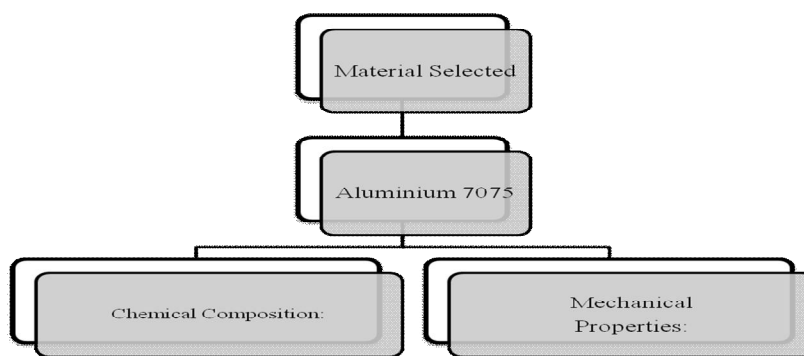 Material Selected
Aluminium 7075
Chemical Composition:
Mechanical
Properties: